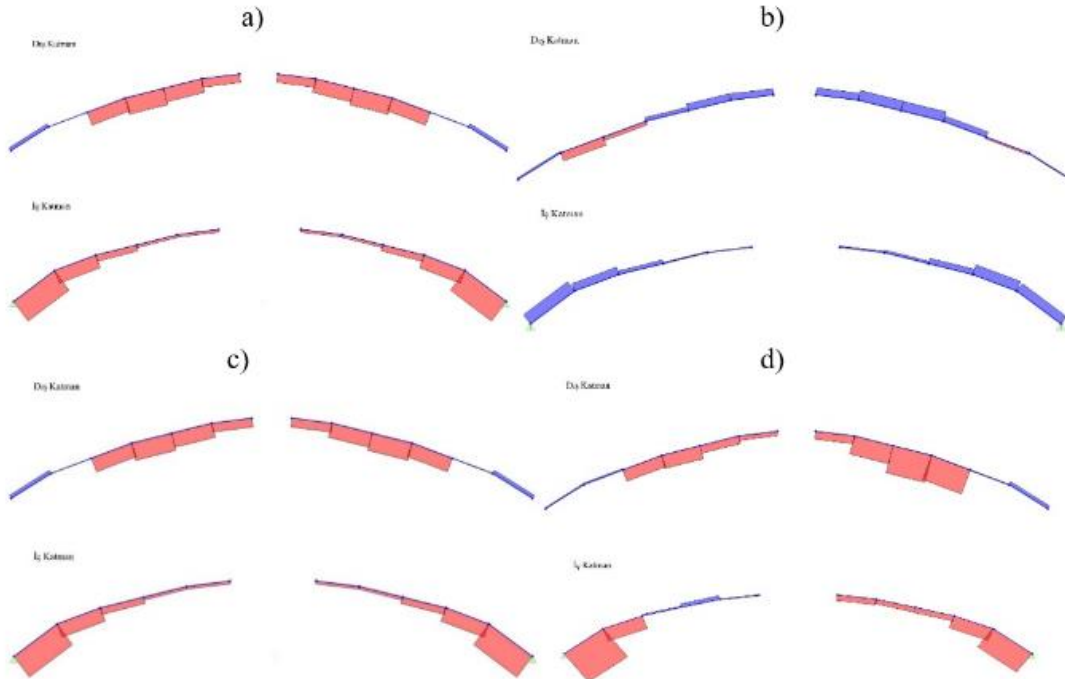 a)
b)
Dış Katman
Dış Katman
İç Katman
İç Katman
c)
d)
Dış Katman
Dış Katman
İç Katman
İç Katman